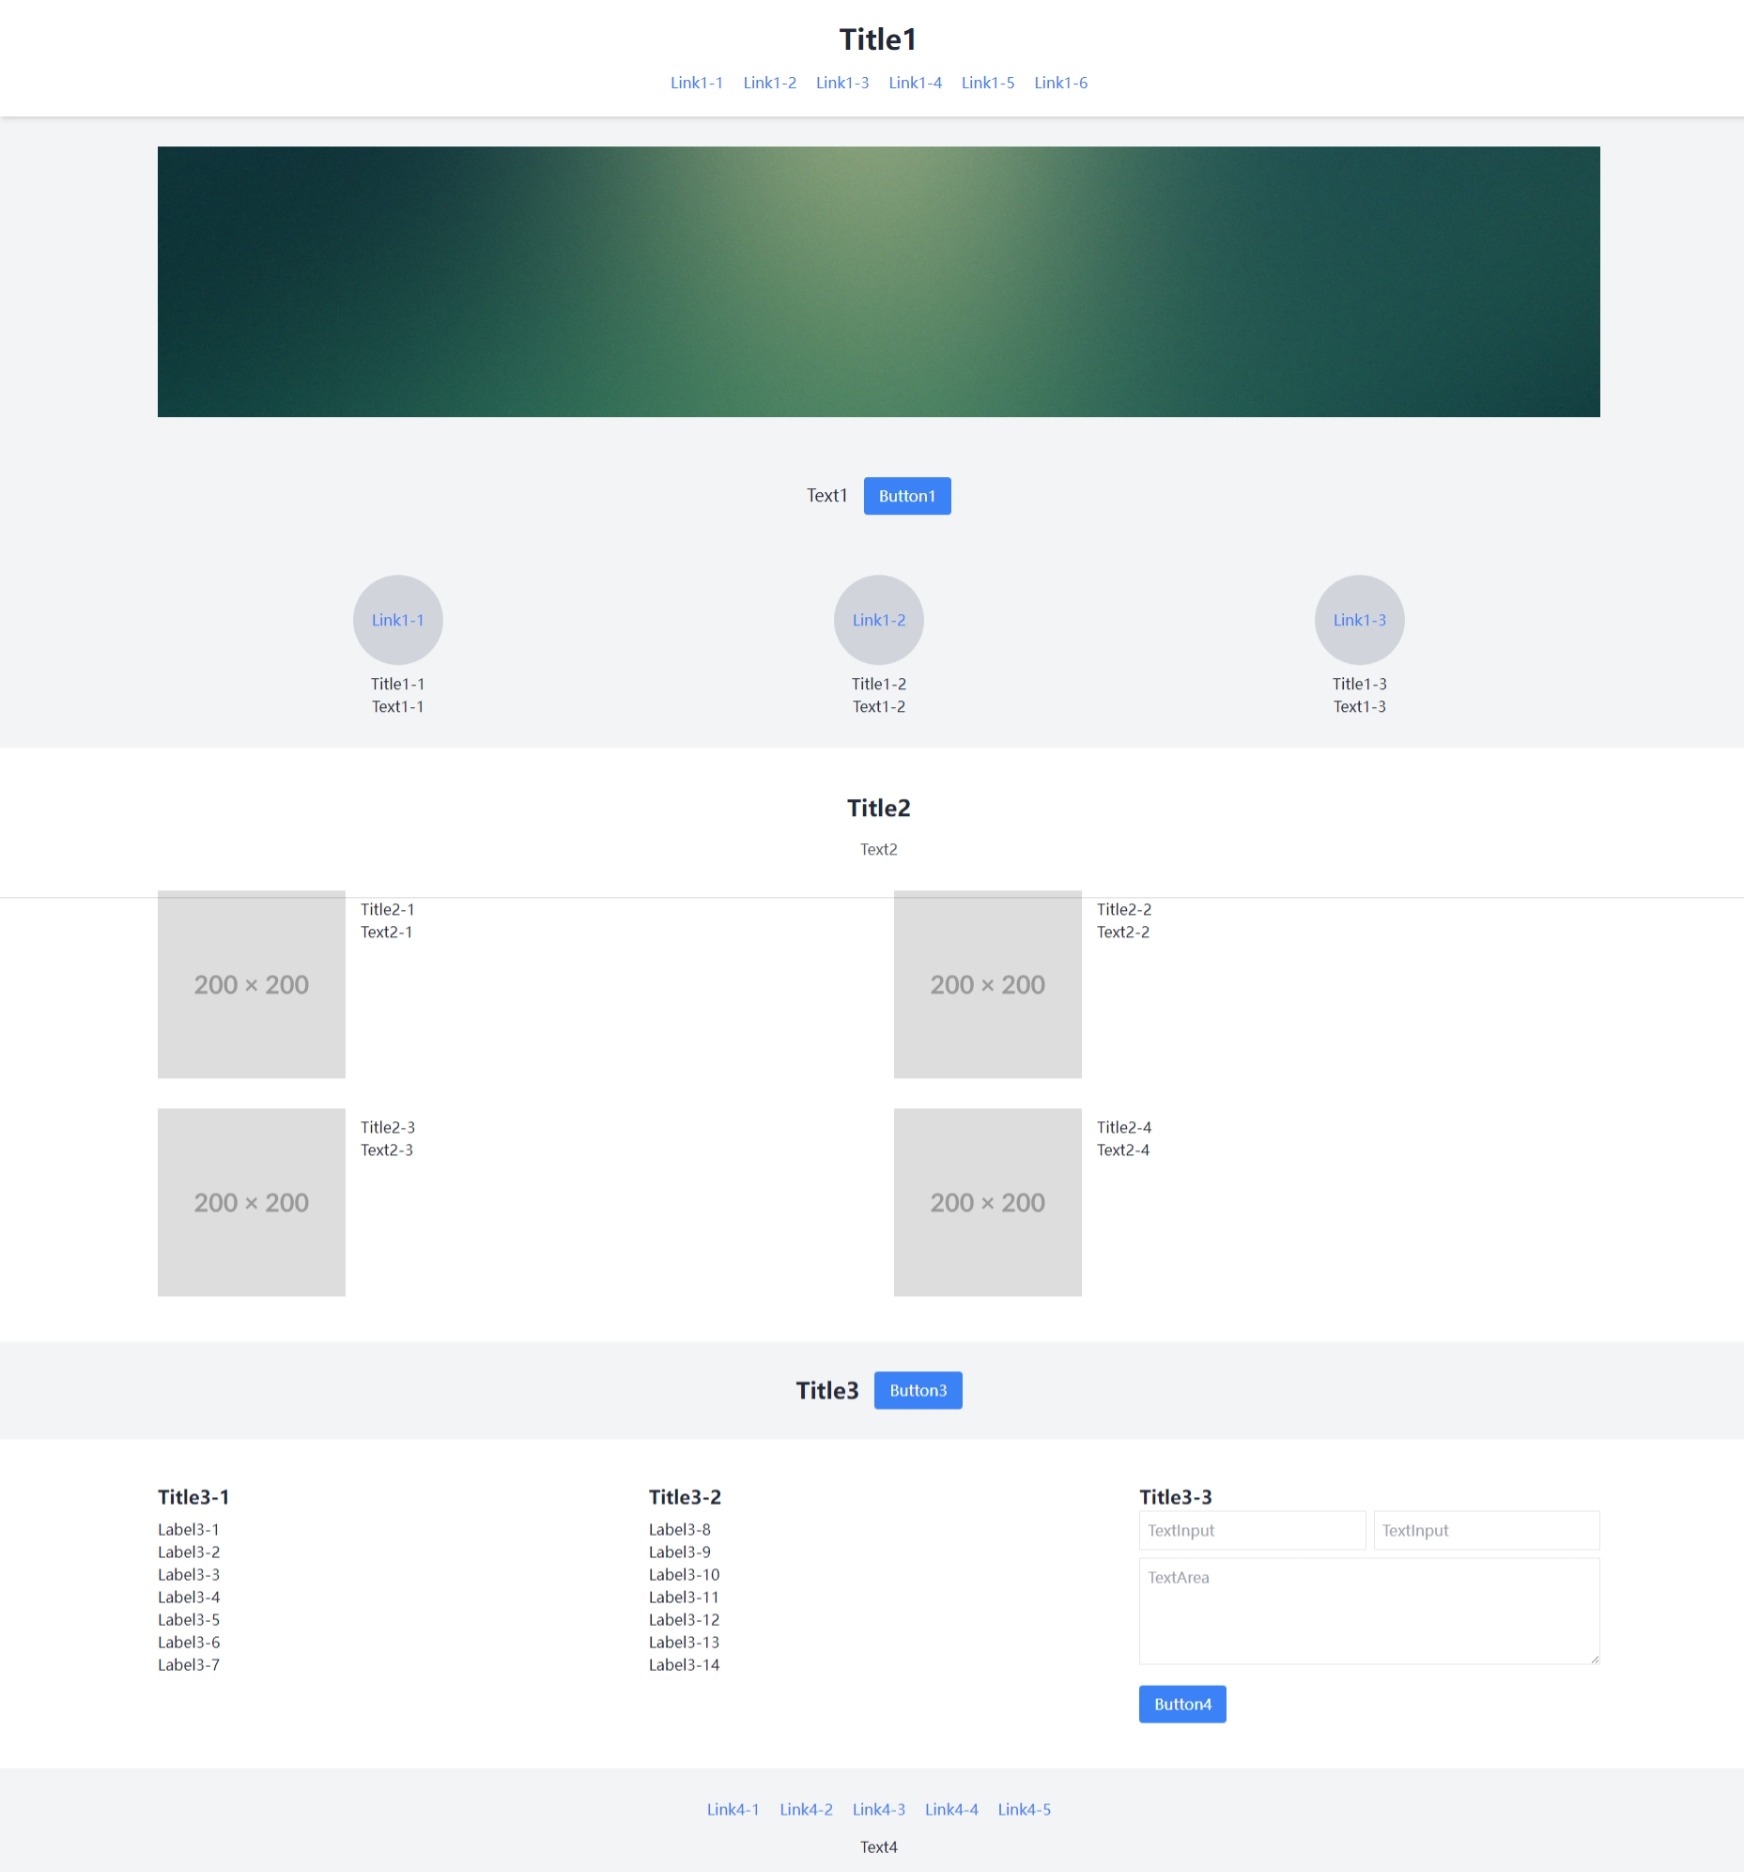 Title1
Link1-1 Link1-2 Link1-3 Link1-4 Link1-5 Link1-6
Text1 Button1
Link1-1 Link1-2 Link1-3
Title1-1 Title1-2 Title1-3
Text1-1 Text1-2 Text1-3
Title2
Text2
Title2-1
Text2-1
200 × 200
Title2-2
Text2-2
200 × 200
Title2-3
Text2-3
200 × 200
Title2-4
Text2-4
200 × 200
Title3 Button3
Title3-1
Label3-1
Label3-2
Label3-3
Label3-4
Label3-5
Label3-6
Label3-7
Title3-2
Label3-8
Label3-9
Label3-10
Label3-11
Label3-12
Label3-13
Label3-14
Title3-3
TextInput TextInput
TextArea
Button4
Link4-1 Link4-2 Link4-3 Link4-4 Link4-5
Text4